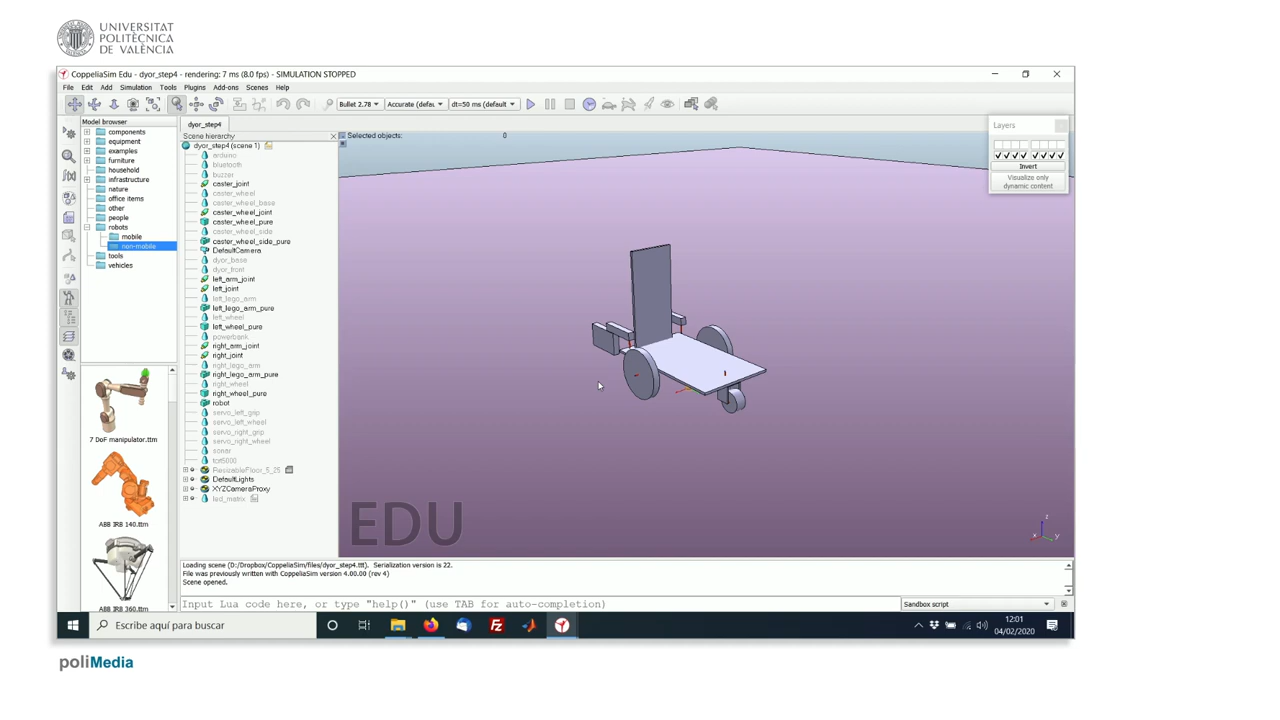 UNIVERSITAT
POLITÈCNICA
DE VALÈNCIA
CoppeliaSim Edu - dyor_step4 - rendering: 7 ms (8.0 fps) - SIMULATION STOPPED
File Edit Add Simulation Tools Plugins Add-ons Scenes Help
Bullet 2.78 Accurate (defau dt=50 ms (default)
Model browser
components
equipment
examples
furniture
household
infrastructure
nature
office items
other
people
robots
mobile
non-mobile
tools
vehicles
7 DoF manipulator.ttm
ABB IRB 140.ttm
ABB IRB 360.ttm
dyor_step4
Scene hierarchy
dyor_step4 (scene 1)
arduino
bluetooth
buzzer
caster_joint
caster_wheel
caster_wheel_base
caster_wheel_joint
caster_wheel_pure
caster_wheel_side
caster_wheel_side_pure
DefaultCamera
dyor_base
dyor_front
left_arm_joint
left_joint
left_lego_arm
left_lego_arm_pure
left_wheel
left_wheel_pure
powerbank
right_arm_joint
right_joint
right_lego_arm
right_lego_arm_pure
right_wheel
right_wheel_pure
robot
servo_left_grip
servo_left_wheel
servo_right_grip
servo_right_wheel
sonar
tcrt5000
ResizableFloor_5_25
DefaultLights
XYZCameraProxy
led_matrix
Selected objects: 0
Layers
Invert
Visualize only
dynamic content
EDU
z
x
y
Loading scene (D:/Dropbox/CoppeliaSim/files/dyor_step4.ttt). Serialization version is 22.
File was previously written with CoppeliaSim version 4.00.00 (rev 4)
Scene opened.
Input Lua code here, or type "help()" (use TAB for auto-completion)
Sandbox script
Escribe aquí para buscar
12:01
04/02/2020
poliMedia